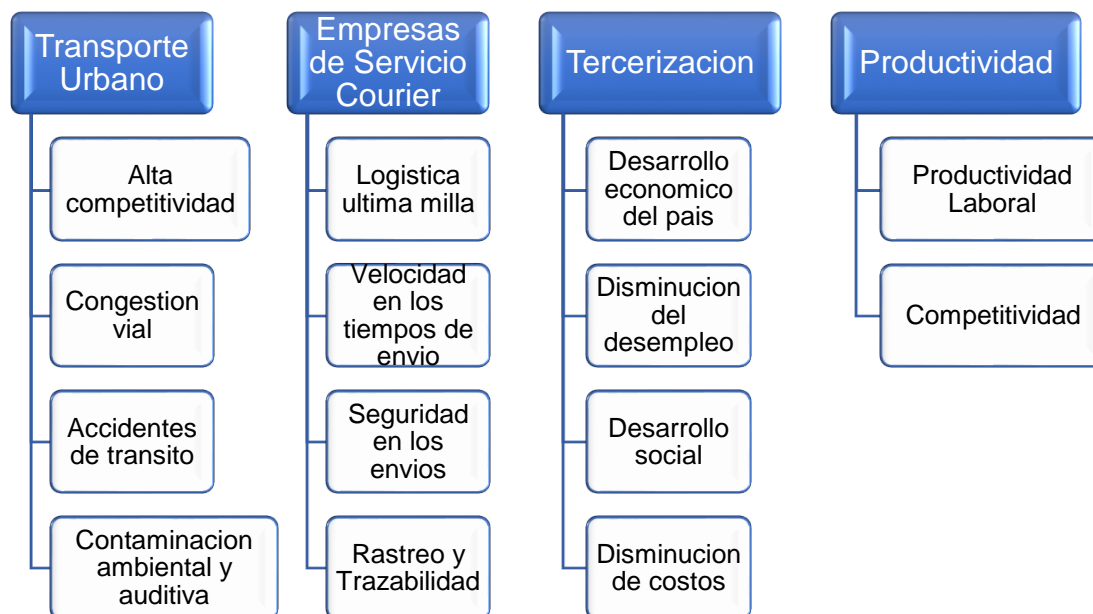 Transporte
Urbano
Alta
competitividad
Congestion
vial
Accidentes
de transito
Contaminacion
ambiental y
auditiva
Empresas
de Servicio
Courier
Logistica
ultima milla
Velocidad
en los
tiempos de
envio
Seguridad
en los
envios
Rastreo y
Trazabilidad
Tercerizacion
Desarrollo
economico
del pais
Disminucion
del
desempleo
Desarrollo
social
Disminucion
de costos
Productividad
Productividad
Laboral
Competitividad